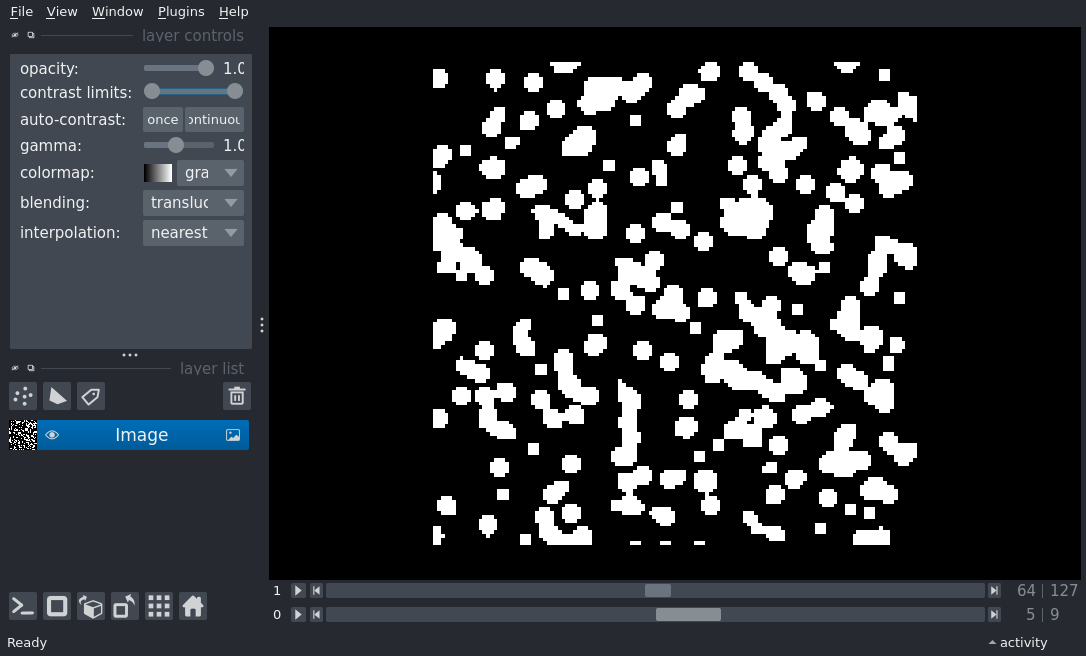 File View Window Plugins Help
layer controls
opacity: 1.0
contrast limits:
auto-contrast: once ontinuou
gamma: 1.0
colormap: gra
blending: transluc
interpolation: nearest
layer list
Image
1 64 | 127
0 5 | 9
Ready activity